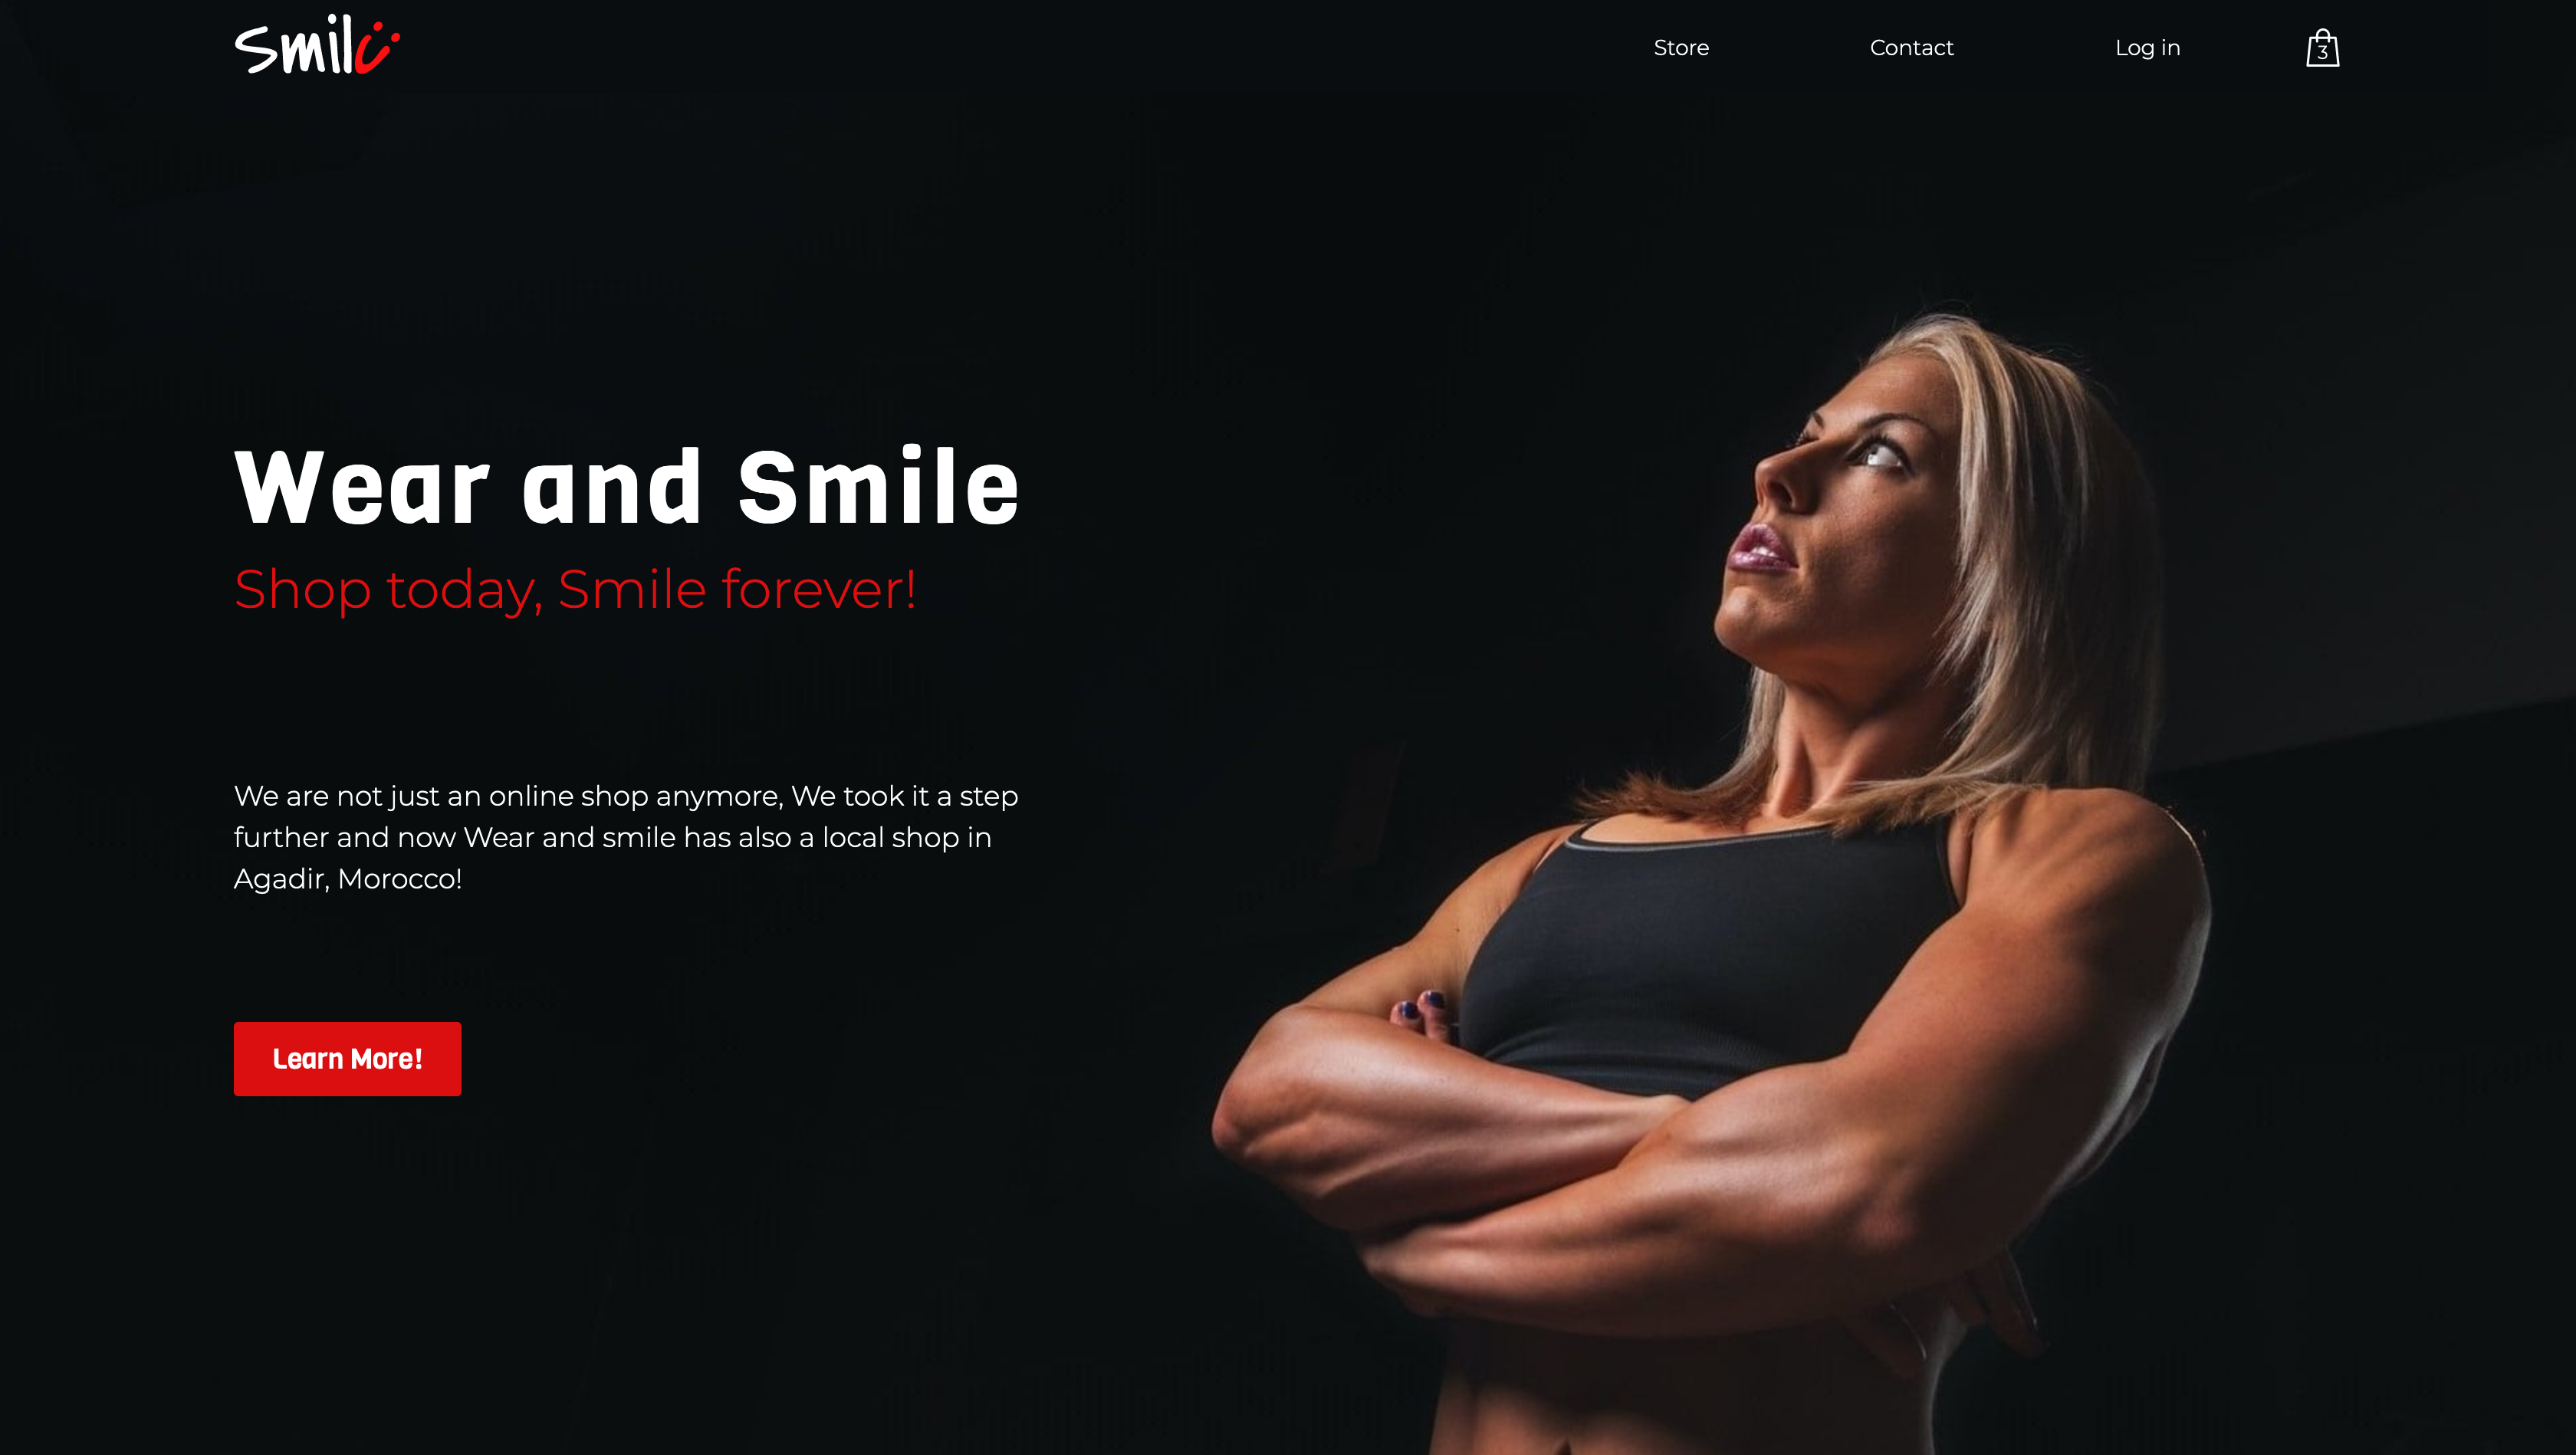 Smile
Store
Contact
Log in
3
Wear and Smile
Shop today, Smile forever!
We are not just an online shop anymore, We took it a step
further and now Wear and smile has also a local shop in
Agadir, Morocco!
Learn More!